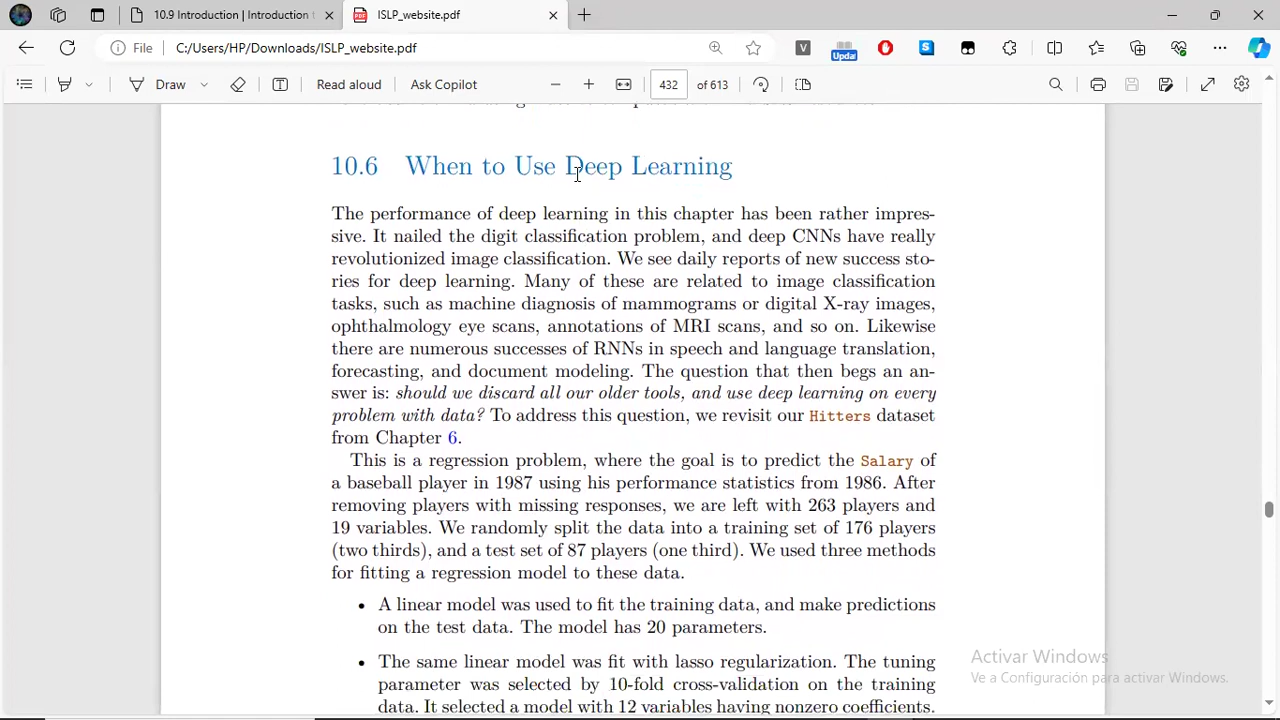 10.9 Introduction | Introduction t
ISLP_website.pdf
File
C:/Users/HP/Downloads/ISLP_website.pdf
V
Updat
S
Draw
Read aloud
Ask Copilot
432
of 613
10.6 When to Use Deep Learning
The performance of deep learning in this chapter has been rather impres-
sive. It nailed the digit classification problem, and deep CNNs have really
revolutionized image classification. We see daily reports of new success sto-
ries for deep learning. Many of these are related to image classification
tasks, such as machine diagnosis of mammograms or digital X-ray images,
ophthalmology eye scans, annotations of MRI scans, and so on. Likewise
there are numerous successes of RNNs in speech and language translation,
forecasting, and document modeling. The question that then begs an an-
swer is: should we discard all our older tools, and use deep learning on every
problem with data? To address this question, we revisit our Hitters dataset
from Chapter 6.
This is a regression problem, where the goal is to predict the Salary of
a baseball player in 1987 using his performance statistics from 1986. After
removing players with missing responses, we are left with 263 players and
19 variables. We randomly split the data into a training set of 176 players
(two thirds), and a test set of 87 players (one third). We used three methods
for fitting a regression model to these data.
• A linear model was used to fit the training data, and make predictions
on the test data. The model has 20 parameters.
• The same linear model was fit with lasso regularization. The tuning
parameter was selected by 10-fold cross-validation on the training
data. It selected a model with 12 variables having nonzero coefficients.
Activar Windows
Ve a Configuración para activar Windows.